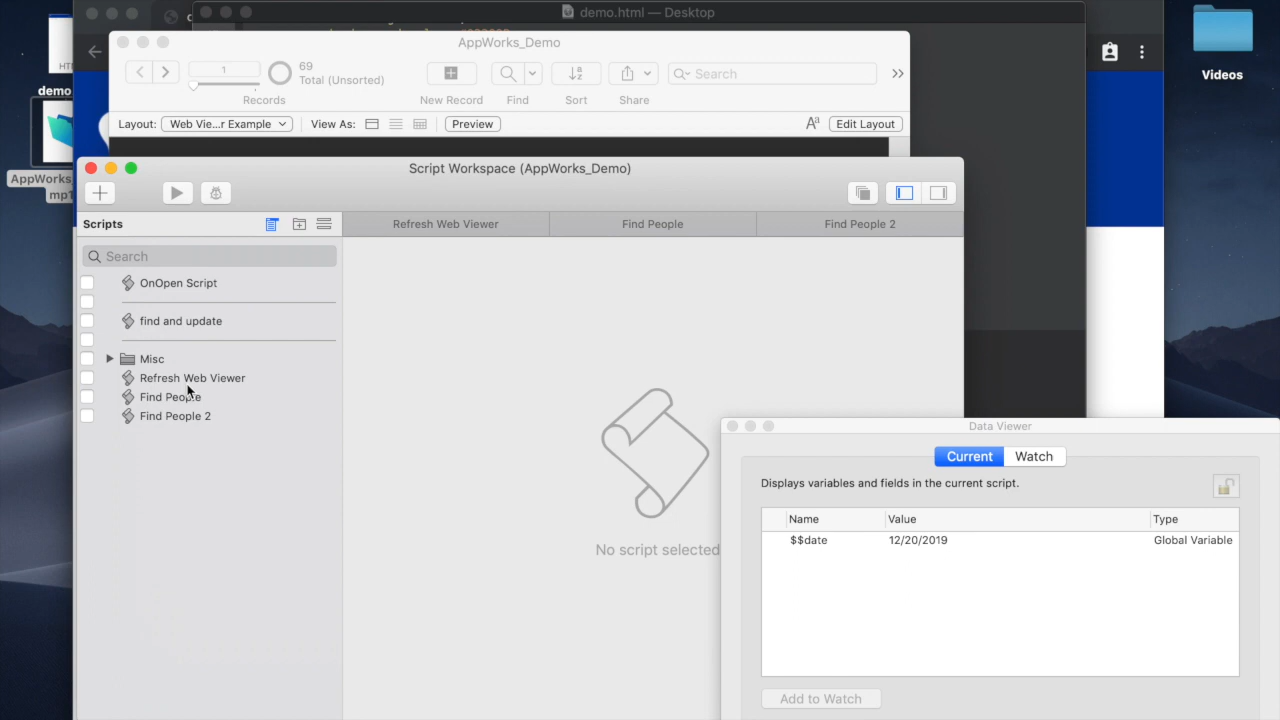 demo.html — Desktop
AppWorks_Demo
Videos
demo
AppWorks_
mp1
1
69
Total (Unsorted)
Records
New Record
Find
Sort
Share
Search
Layout:
Web Vie...r Example
View As:
Preview
Aª
Edit Layout
Script Workspace (AppWorks_Demo)
Scripts
Refresh Web Viewer
Find People
Find People 2
Search
OnOpen Script
find and update
Misc
Refresh Web Viewer
Find People
Find People 2
No script selected
Data Viewer
Current
Watch
Displays variables and fields in the current script.
Name Value Type
$$date 12/20/2019 Global Variable
Add to Watch